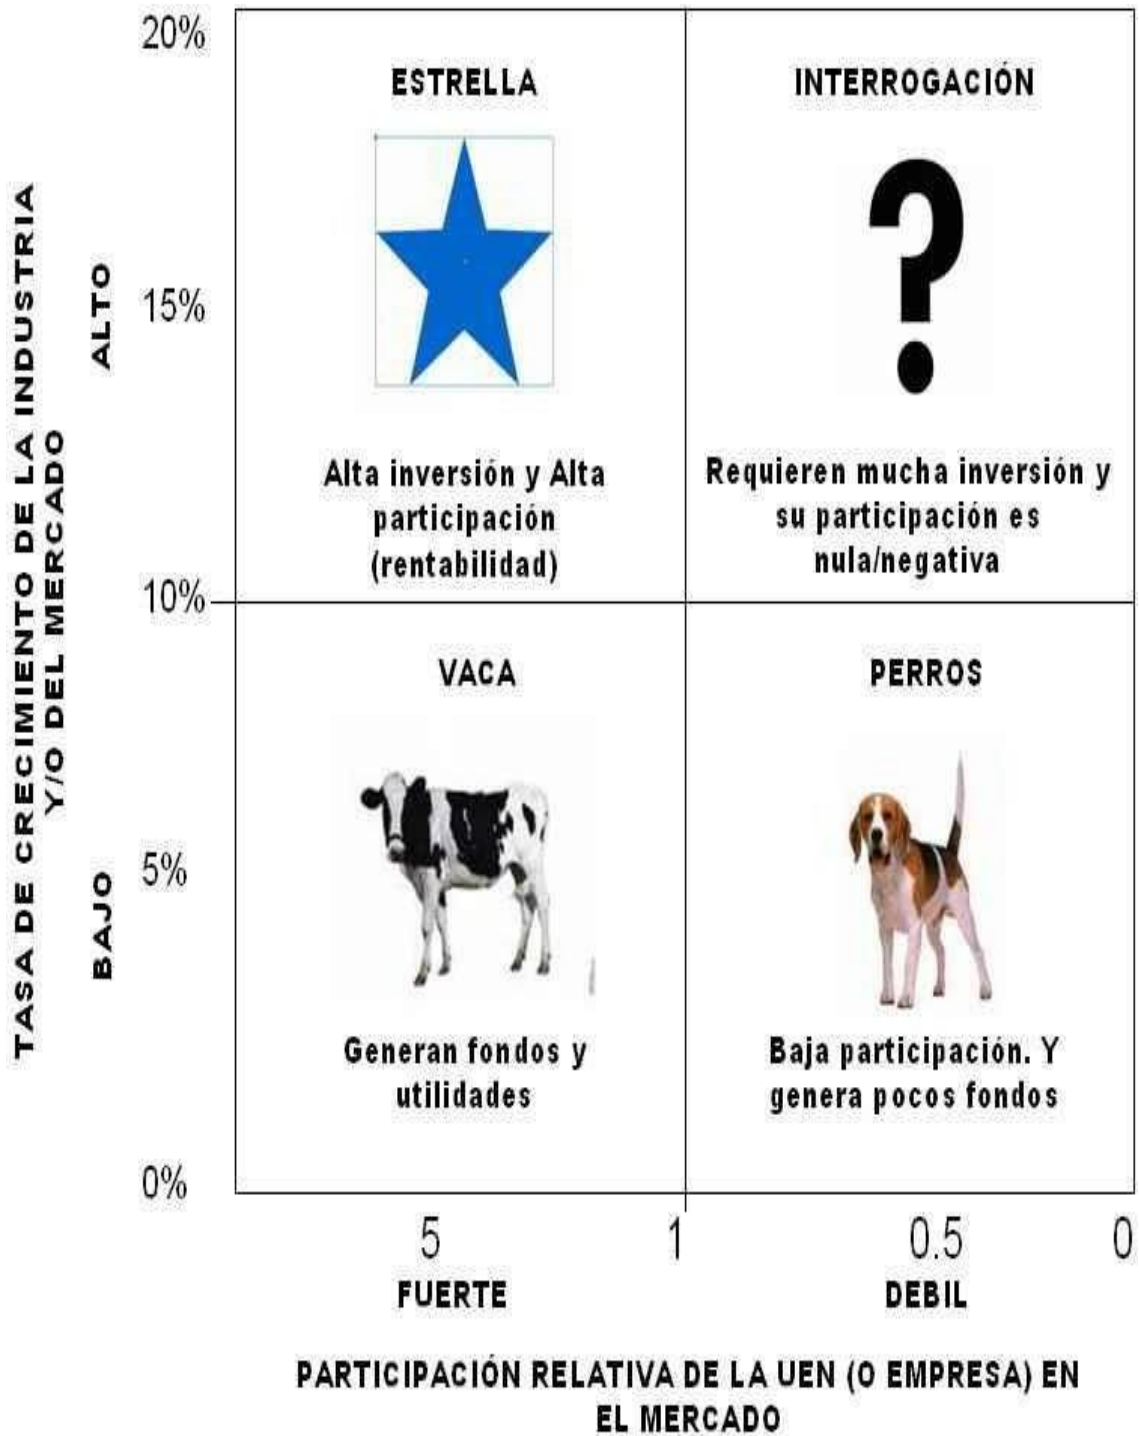 TASA DE CRECIMIENTO DE LA INDUSTRIA
Y/O DEL MERCADO
ALTO
BAJO
20%
15%
10%
5%
0%
ESTRELLA
Alta inversión y Alta
participación
(rentabilidad)
INTERROGACIÓN
?
Requieren mucha inversión y
su participación es
nula/negativa
VACA
Generan fondos y
utilidades
PERROS
Baja participación. Y
genera pocos fondos
5
1
0.5
0
FUERTE
DEBIL
PARTICIPACIÓN RELATIVA DE LA UEN (O EMPRESA) EN
EL MERCADO